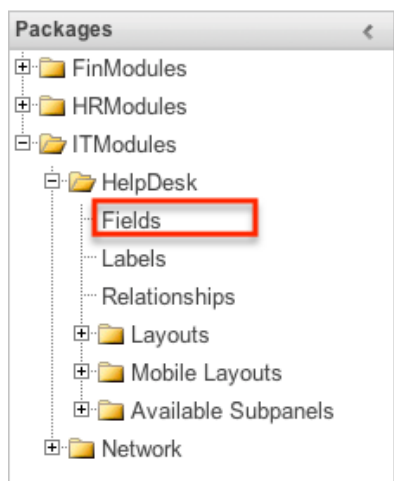 Packages
FinModules
HRModules
ITModules
HelpDesk
Fields
Labels
Relationships
Layouts
Mobile Layouts
Available Subpanels
Network